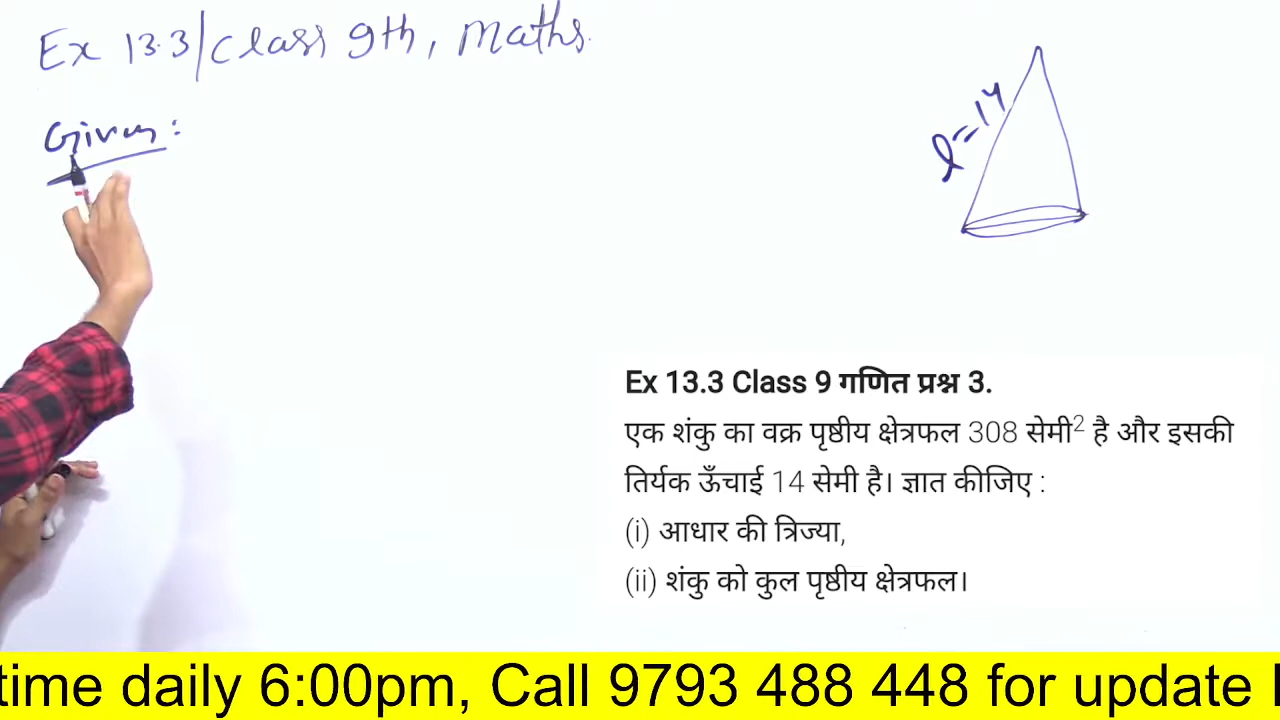 Ex 13.3/Class 9th, Maths.
Given:
l=14
Ex 13.3 Class 9 गणित प्रश्न 3.
एक शंकु का वक्र पृष्ठीय क्षेत्रफल 308 सेमी² है और इसकी
तिर्यक ऊँचाई 14 सेमी है। ज्ञात कीजिए :
(i) आधार की त्रिज्या,
(ii) शंकु को कुल पृष्ठीय क्षेत्रफल।
time daily 6:00pm, Call 9793 488 448 for update